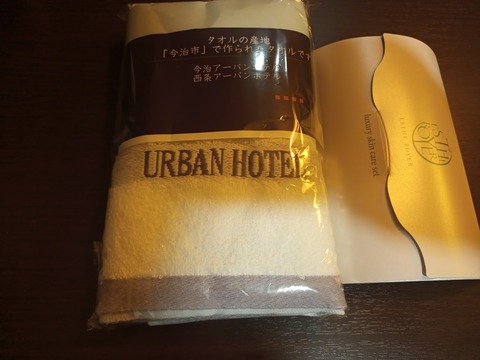 タオルの産地
「今治市」で作られたタオルです
今治アーバンホテル
西条アーバンホテル
URBAN HOTEL
luxury skin care set